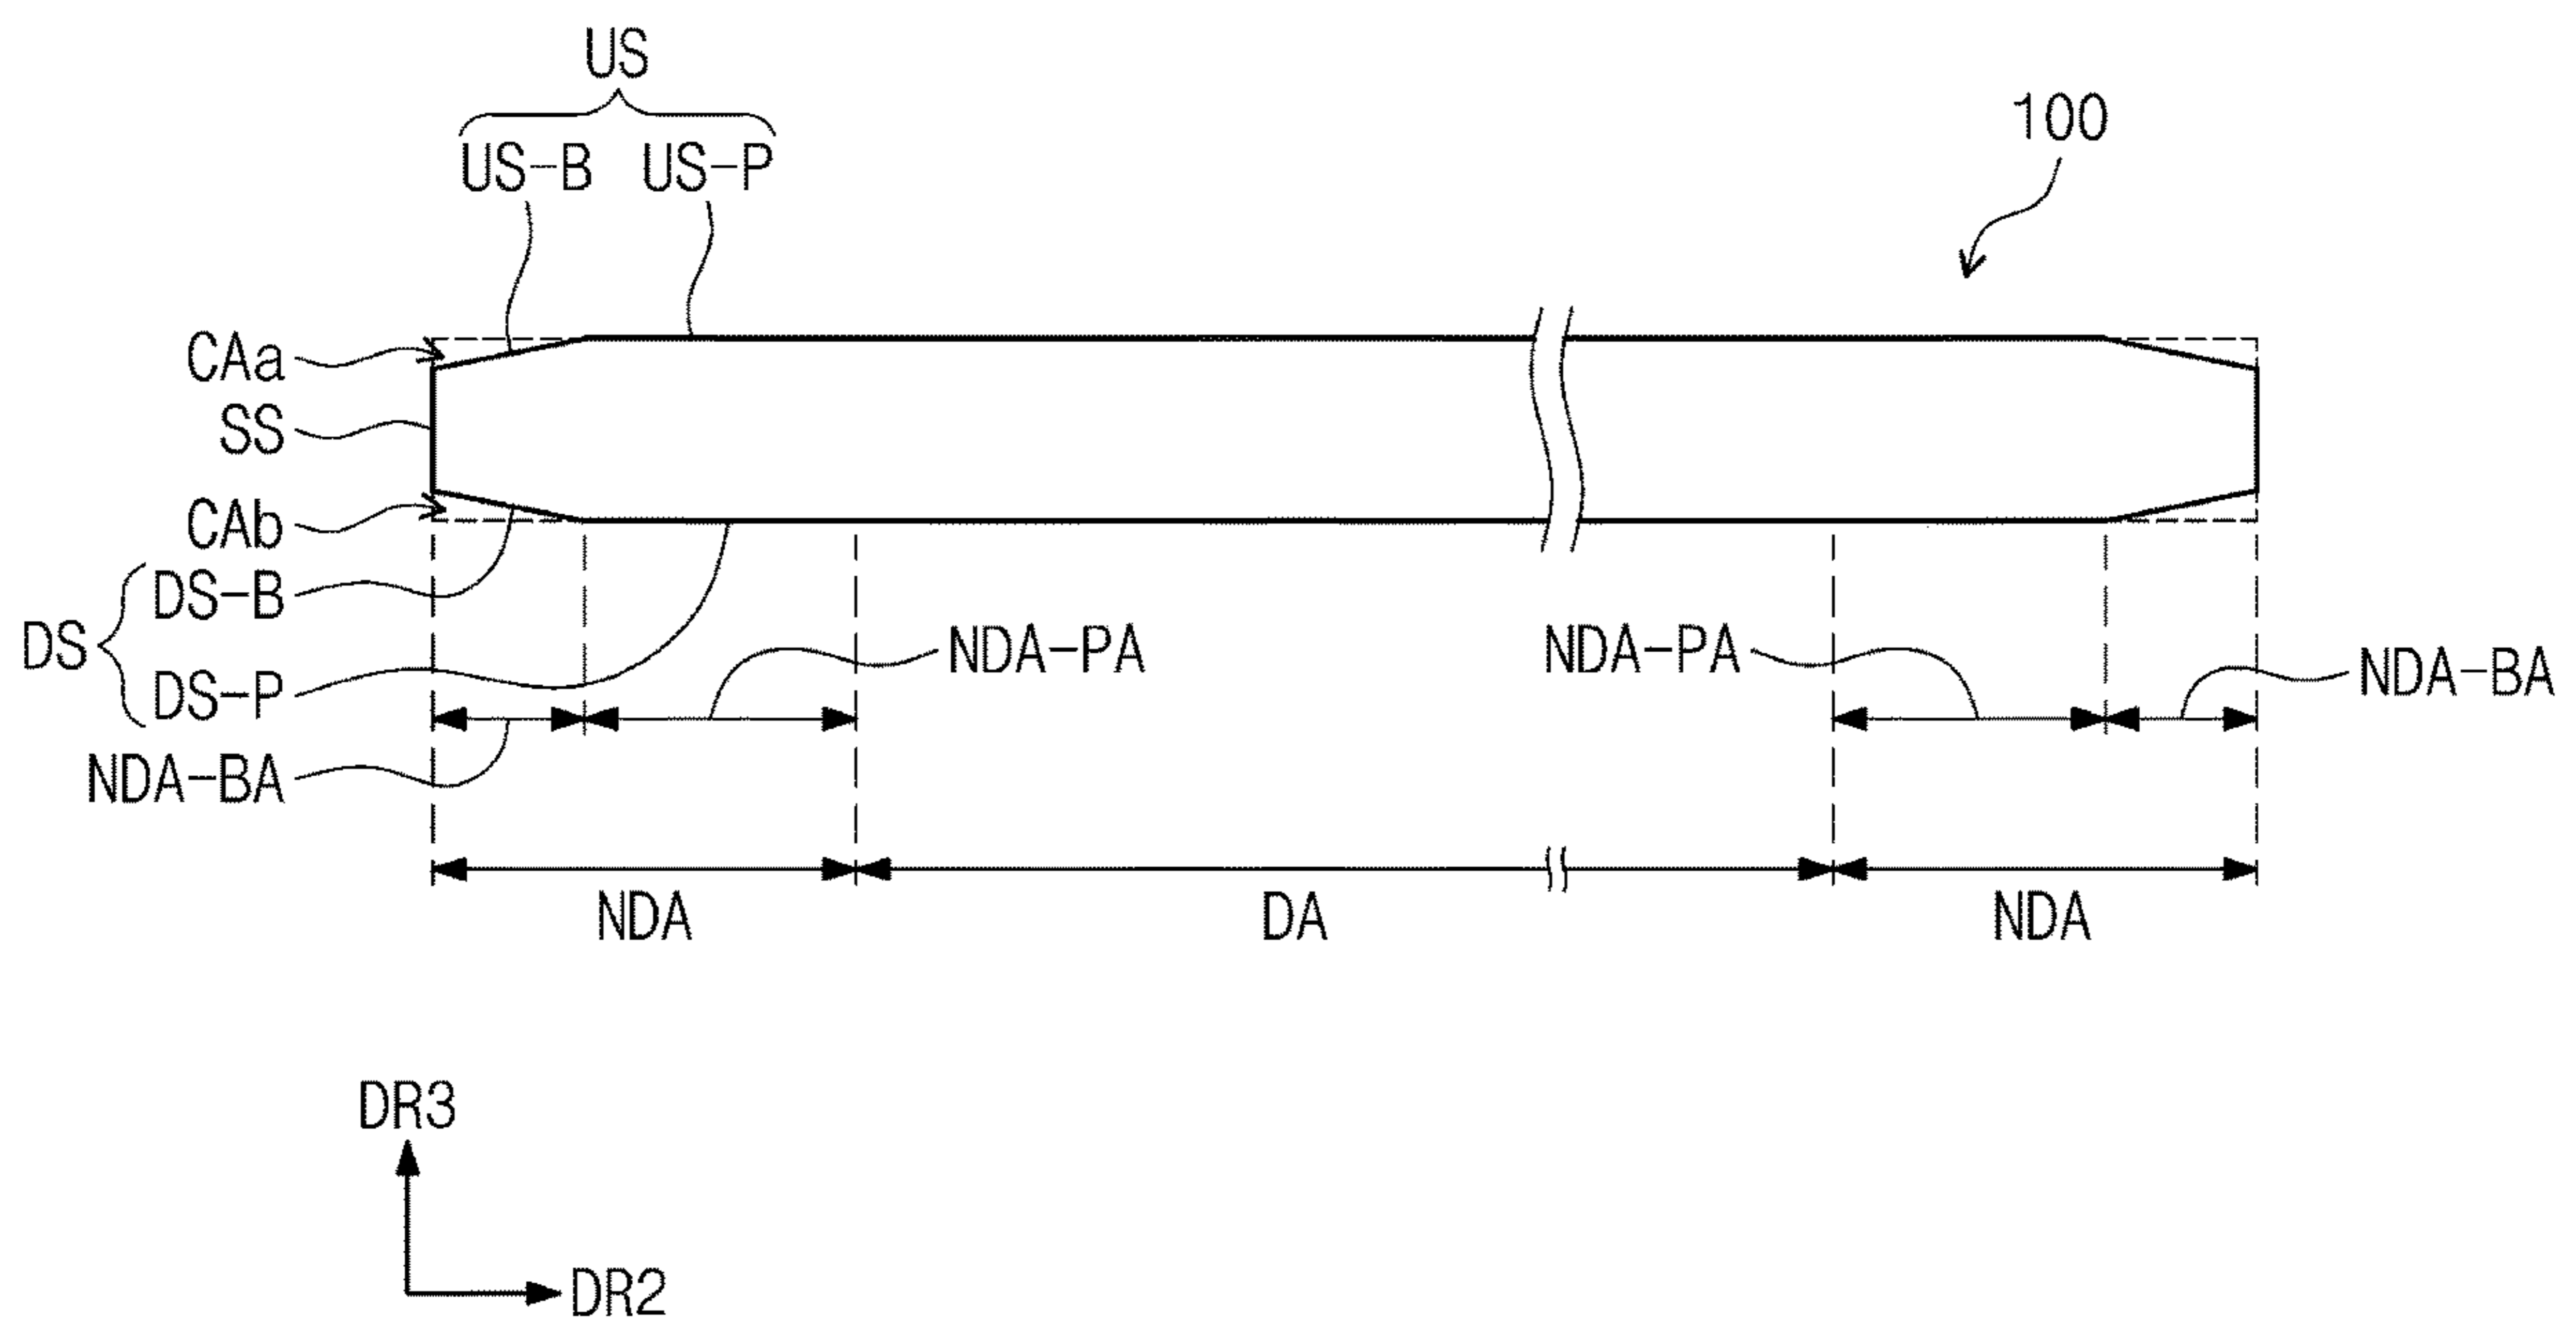 US
US-B US-P
100
CAa
SS
CAb
DS-B
DS
DS-P
NDA-PA
NDA-PA
NDA-BA
NDA-BA
NDA DA NDA
DR3
DR2